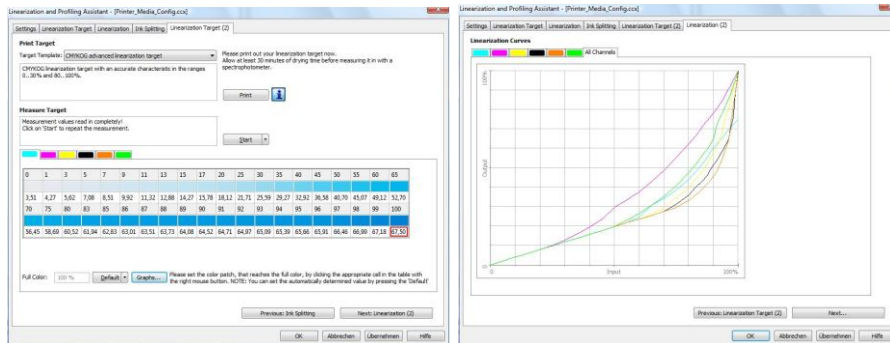 Linearization and Profiling Assistant - [Printer_Media_Config.ccx]
Settings Linearization Target Linearization Ink Splitting Linearization Target (2)
Print Target
Target Template: CMYKOG advanced linearization target
CMYKOG linearization target with an accurate characteristic in the ranges
0...30% and 80...100%.
Please print out your linearization target now.
Allow at least 30 minutes of drying time before measuring it in with a
spectrophotometer.
Print
Measure Target
Measurement values read in completely!
Click on 'Start' to repeat the measurement.
Start
0 1 3 5 7 9 11 13 15 17 20 25 30 35 40 45 50 55 60 65
3,51 4,27 5,62 7,08 8,51 9,92 11,32 12,88 14,27 15,78 18,12 21,71 25,59 29,27 32,92 36,58 40,70 45,07 49,12 52,70
70 75 80 83 85 86 87 88 89 90 91 92 93 94 95 96 97 98 99 100
56,45 58,69 60,52 61,94 62,83 63,01 63,51 63,73 64,08 64,52 64,71 64,97 65,09 65,39 65,66 65,91 66,46 66,99 67,18 67,50
Full Color: 100 % Default Graphs...
Please set the color patch, that reaches the full color, by clicking the appropriate cell in the table with
the right mouse button. NOTE: You can set the automatically determined value by pressing the 'Default'
Previous: Ink Splitting Next: Linearization (2)
OK Abbrechen Übernehmen Hilfe
Linearization and Profiling Assistant - [Printer_Media_Config.ccx]
Settings Linearization Target Linearization Ink Splitting Linearization Target (2) Linearization (2)
Linearization Curves
All Channels
100%
Output
0
0 Input 100%
Previous: Linearization Target (2) Next...
OK Abbrechen Übernehmen Hilfe